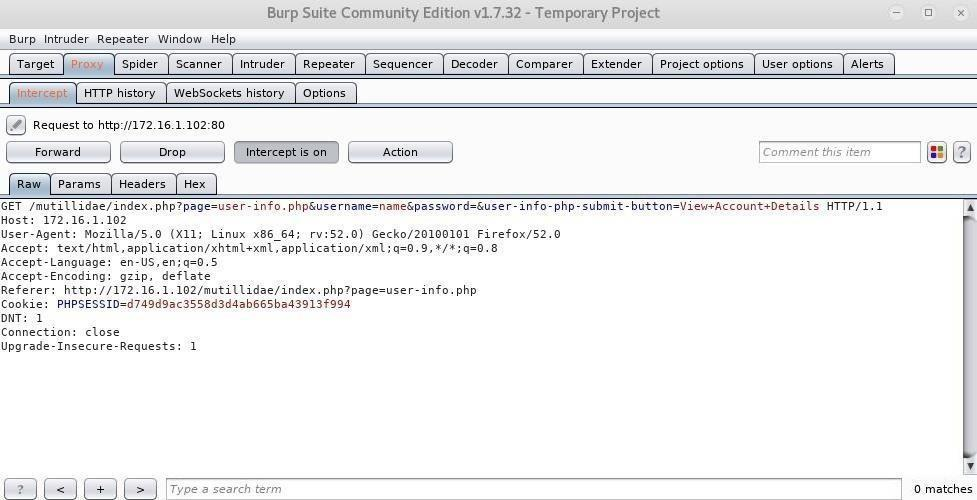 Burp Suite Community Edition v1.7.32 - Temporary Project
Burp Intruder Repeater Window Help
Target Proxy Spider Scanner Intruder Repeater Sequencer Decoder Comparer Extender Project options User options Alerts
Intercept HTTP history WebSockets history Options
Request to http://172.16.1.102:80
Forward Drop Intercept is on Action Comment this item ?
Raw Params Headers Hex
GET /mutillidae/index.php?page=user-info.php&username=name&password=&user-info-php-submit-button=View+Account+Details HTTP/1.1
Host: 172.16.1.102
User-Agent: Mozilla/5.0 (X11; Linux x86_64; rv:52.0) Gecko/20100101 Firefox/52.0
Accept: text/html,application/xhtml+xml,application/xml;q=0.9,*/*;q=0.8
Accept-Language: en-US,en;q=0.5
Accept-Encoding: gzip, deflate
Referer: http://172.16.1.102/mutillidae/index.php?page=user-info.php
Cookie: PHPSESSID=d749d9ac3558d3d4ab665ba43913f994
DNT: 1
Connection: close
Upgrade-Insecure-Requests: 1
? < + > Type a search term 0 matches